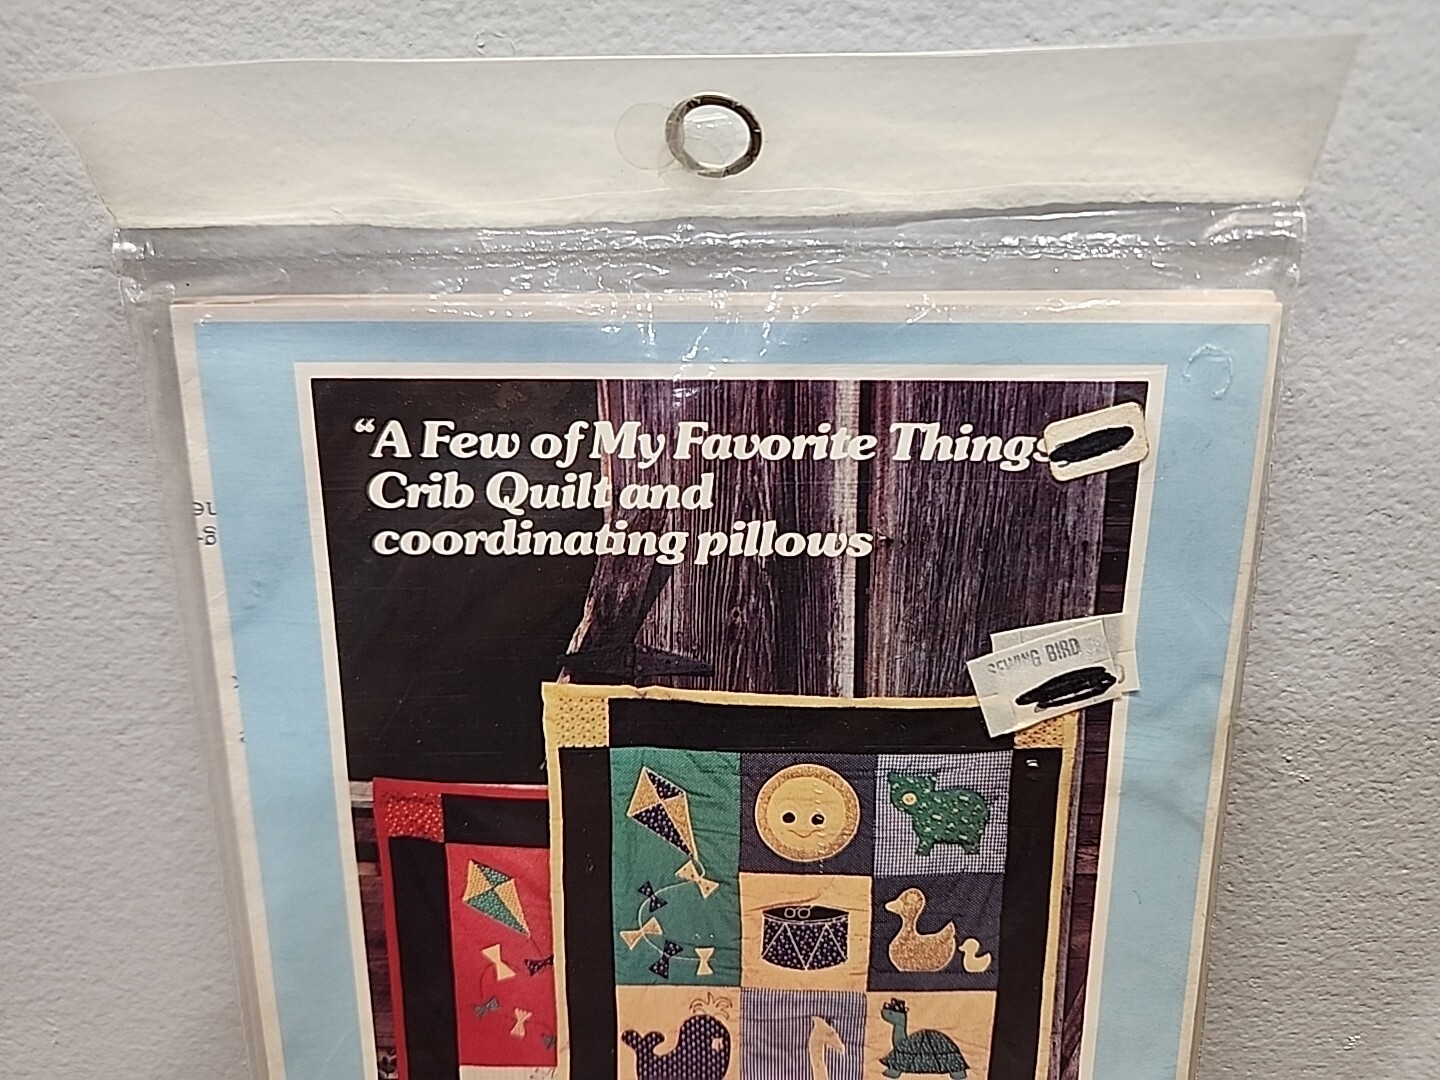 “A Few of My Favorite Things
Crib Quilt and
coordinating pillows
SEWING BIRD